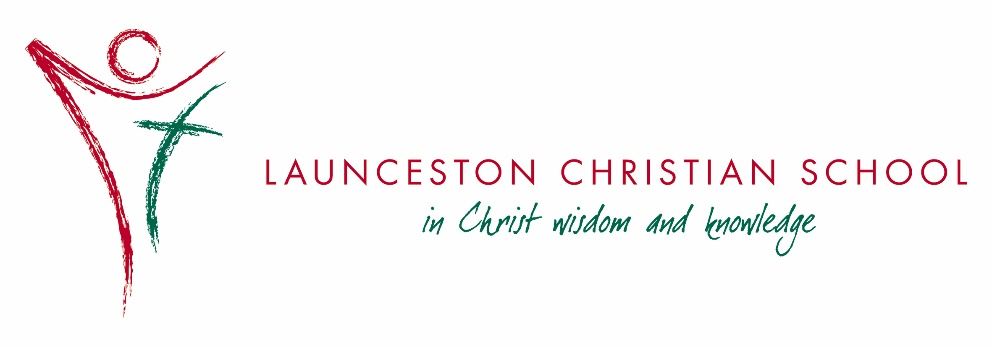 LAUNCESTON CHRISTIAN SCHOOL
in Christ wisdom and knowledge